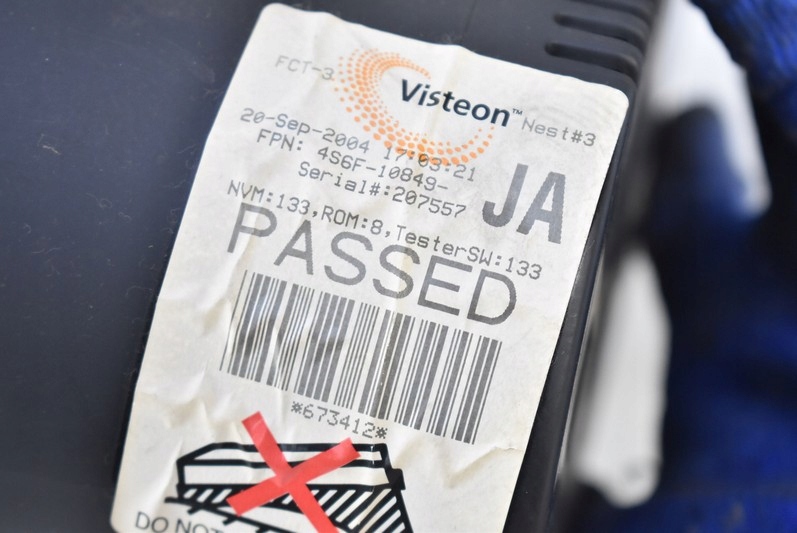 FCT-3
Visteon™
Nest#3
20-Sep-2004 17:03:21
FPN: 4S6F-10849-
JA
Serial#:207557
NVM:133,ROM:8,TesterSW:133
PASSED
*673412*
DO NOT